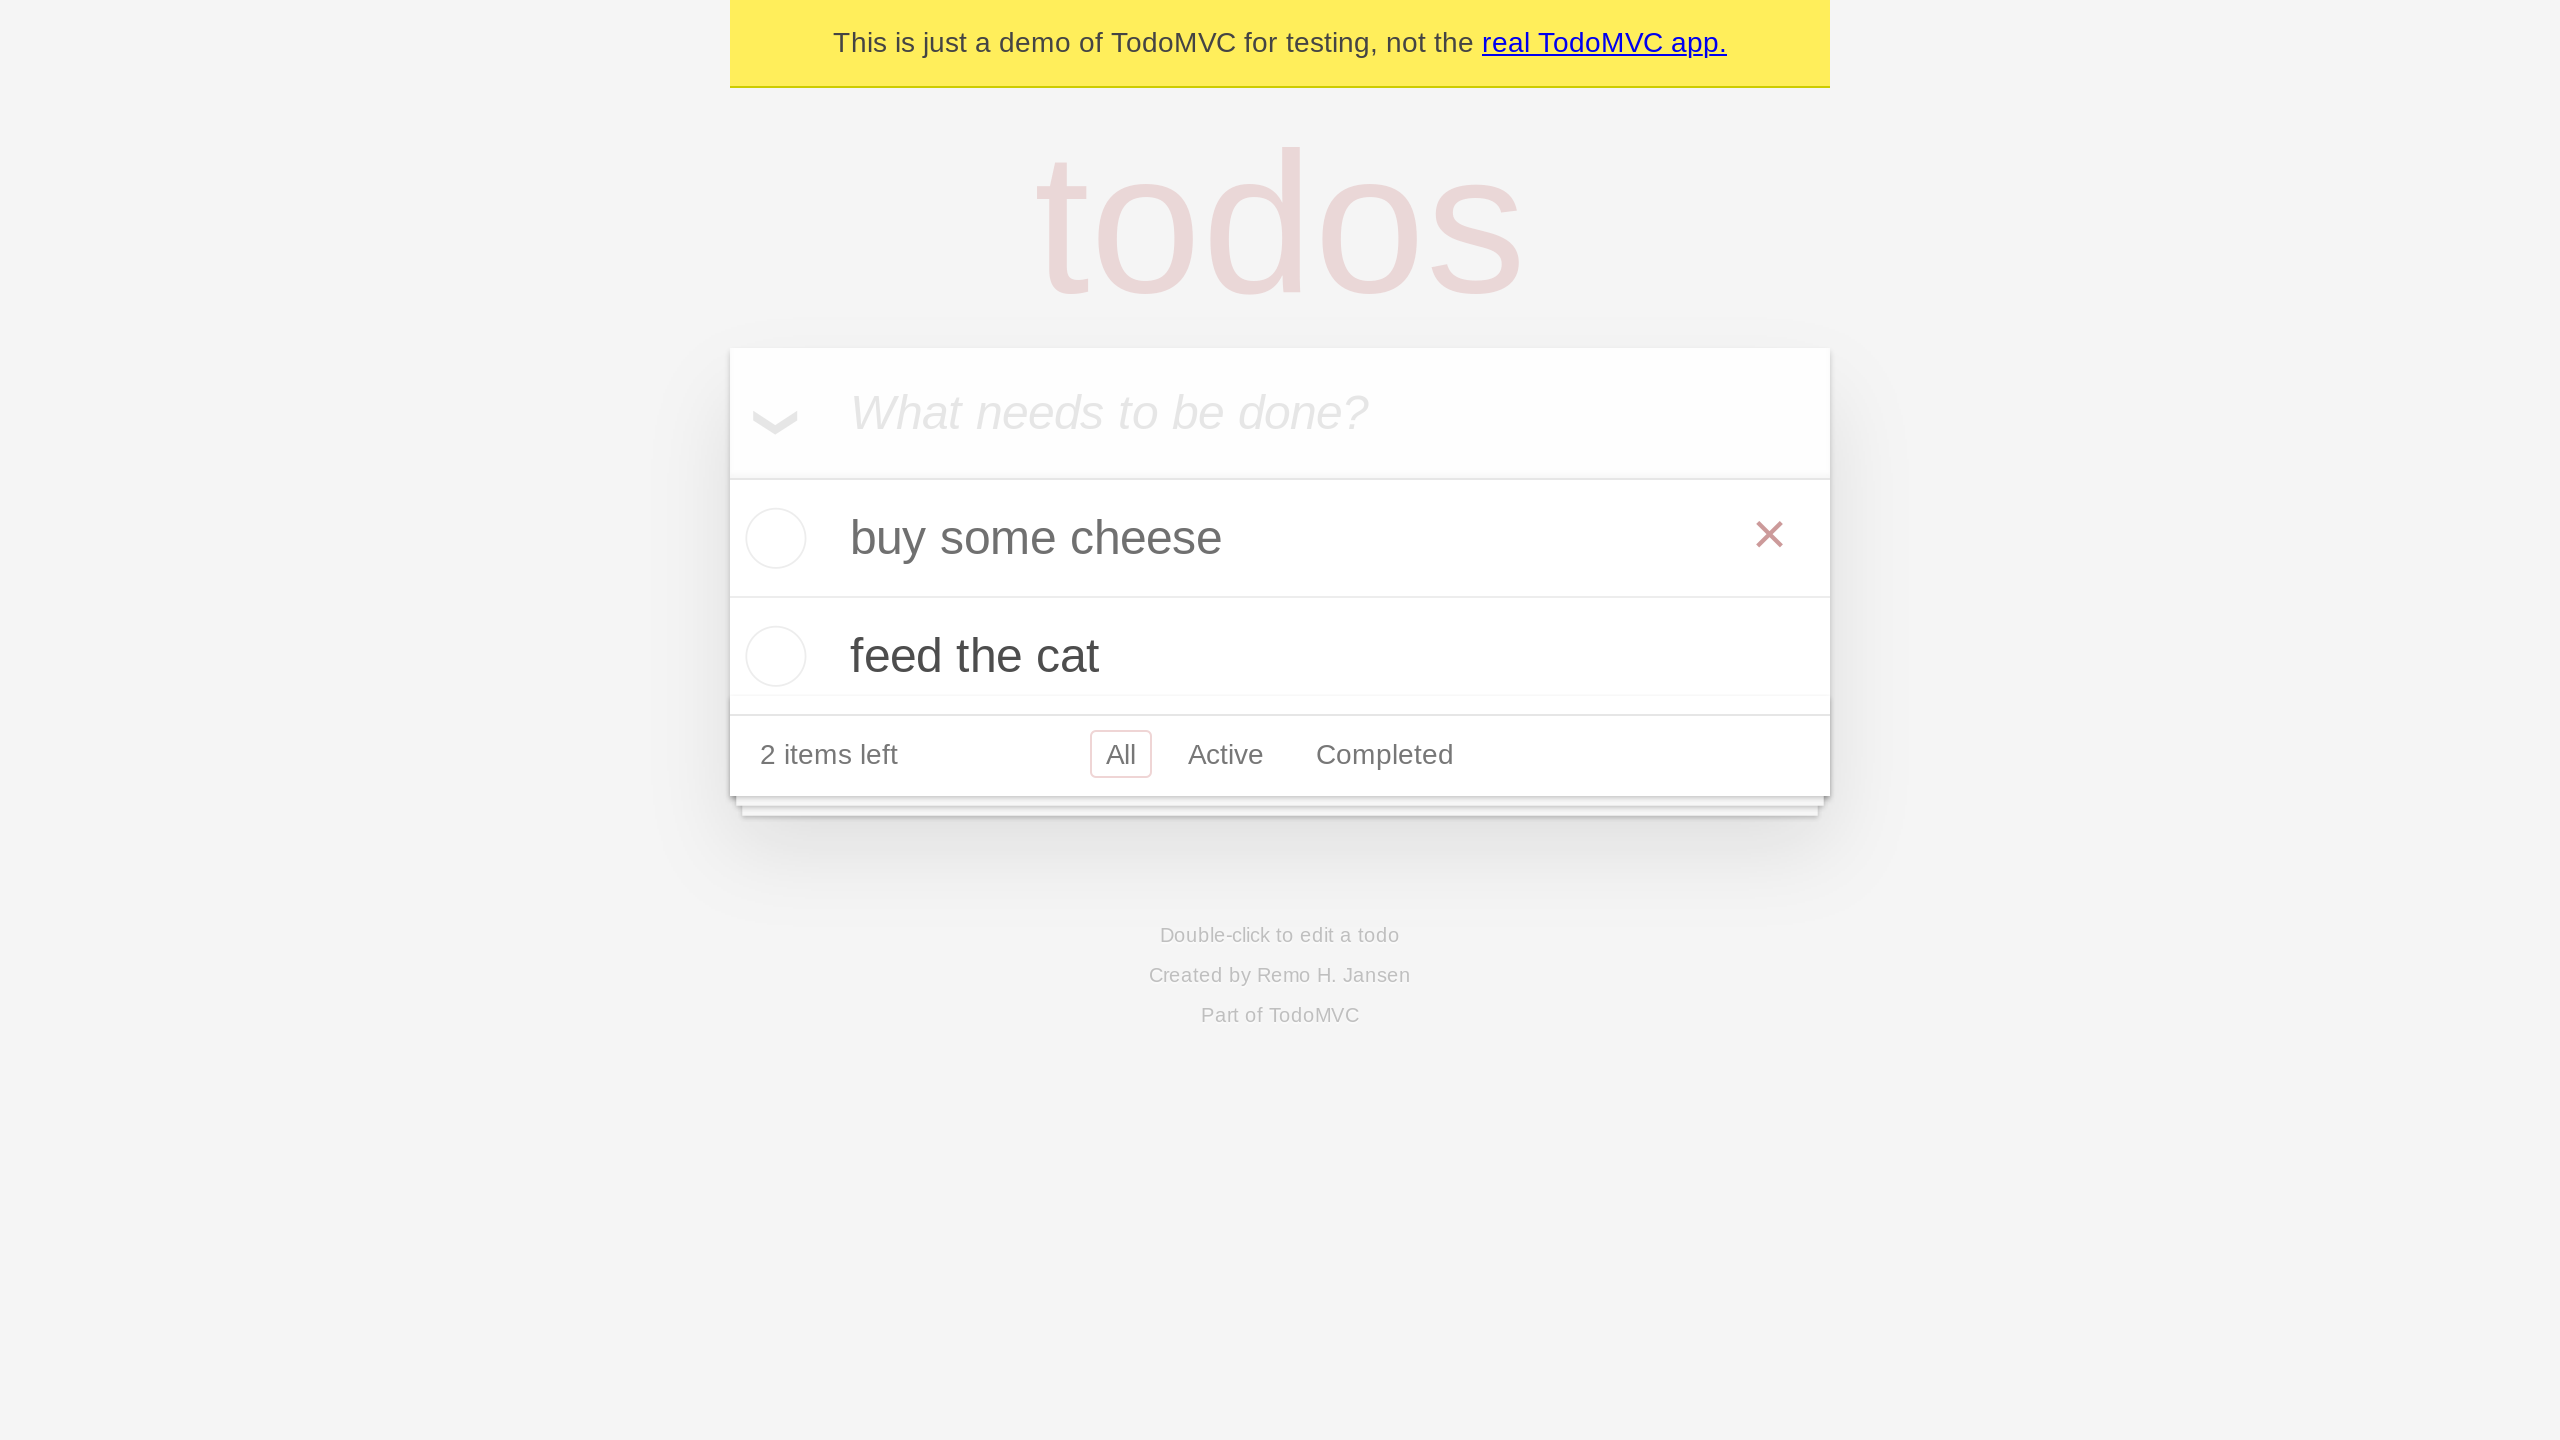 This is just a demo of TodoMVC for testing, not the real TodoMVC app.
todos
What needs to be done?
buy some cheese
feed the cat
2 items left All Active Completed
Double-click to edit a todo
Created by Remo H. Jansen
Part of TodoMVC